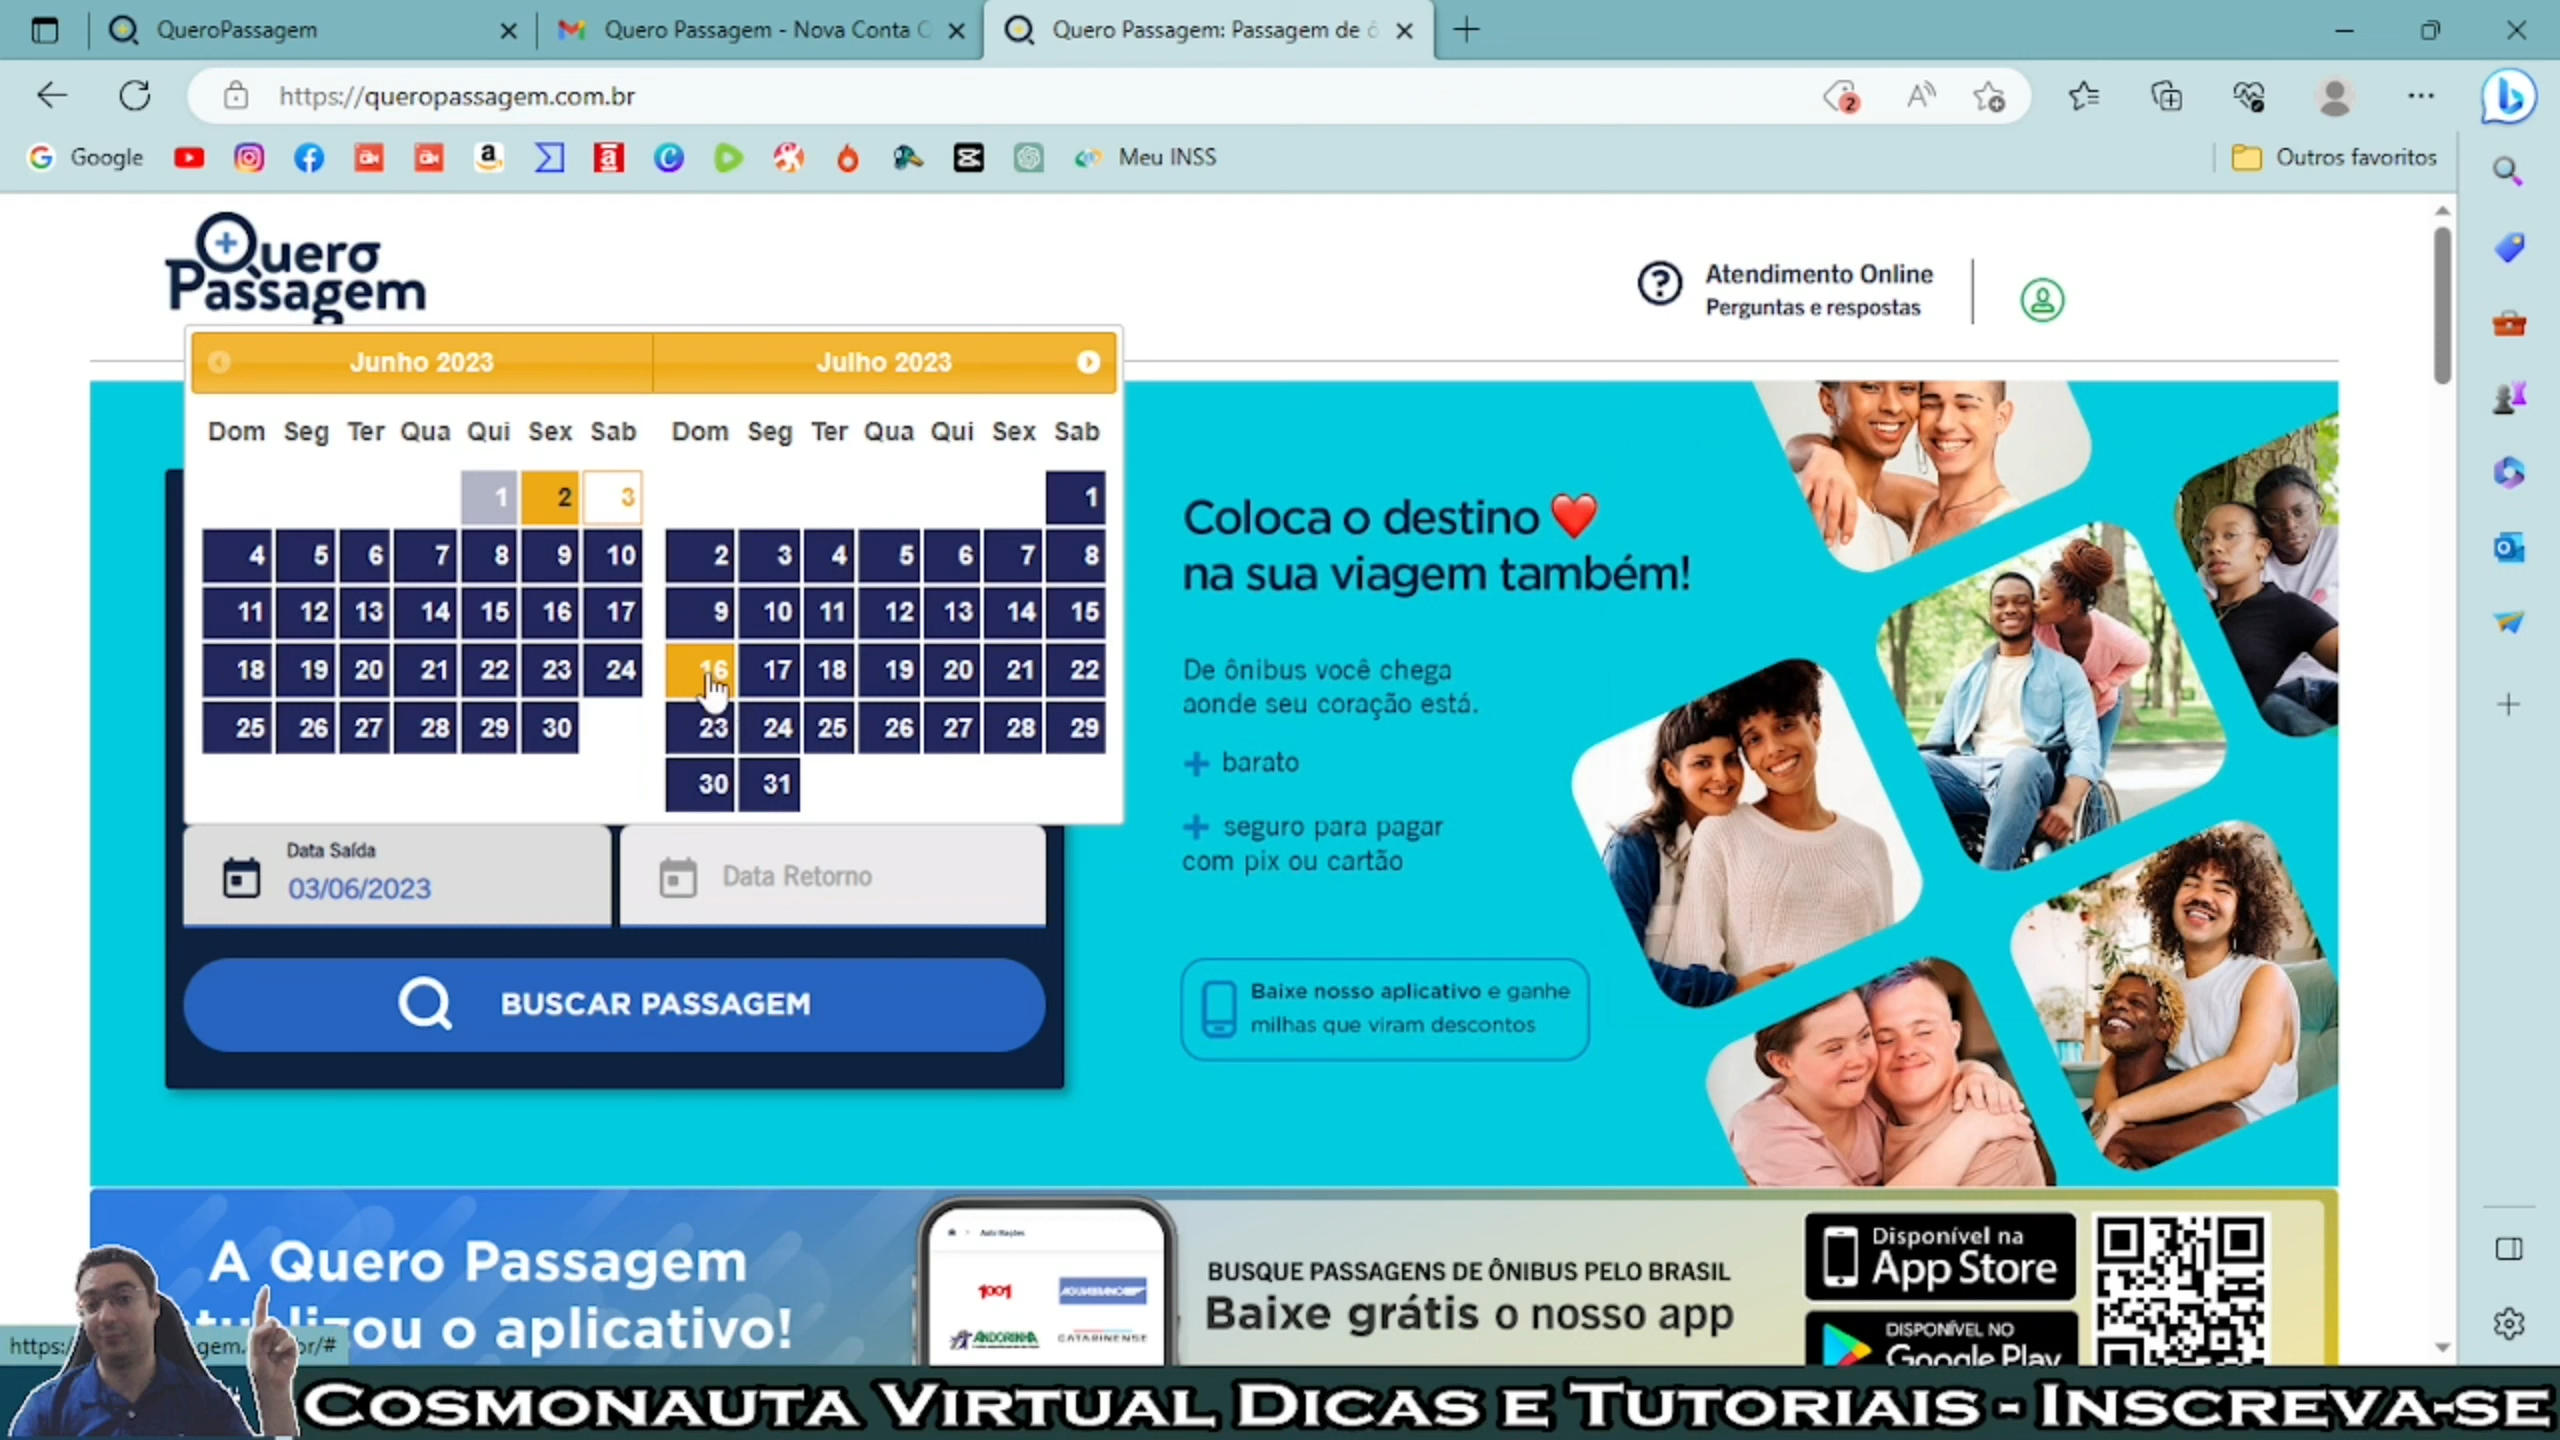 QueroPassagem
Quero Passagem - Nova Conta
Quero Passagem: Passagem de
https://queropassagem.com.br
2
Google
Meu INSS
Outros favoritos
Quero
Passagem
Atendimento Online
Perguntas e respostas
Junho 2023
Julho 2023
Dom Seg Ter Qua Qui Sex Sab
1 2 3
4 5 6 7 8 9 10
11 12 13 14 15 16 17
18 19 20 21 22 23 24
25 26 27 28 29 30
Dom Seg Ter Qua Qui Sex Sab
1
2 3 4 5 6 7 8
9 10 11 12 13 14 15
16 17 18 19 20 21 22
23 24 25 26 27 28 29
30 31
Data Saída
03/06/2023
Data Retorno
BUSCAR PASSAGEM
Coloca o destino ❤️
na sua viagem também!
De ônibus você chega
aonde seu coração está.
+ barato
+ seguro para pagar
com pix ou cartão
Baixe nosso aplicativo e ganhe
milhas que viram descontos
A Quero Passagem
ou o aplicativo!
1001
ANDORINHA
CATARINENSE
BUSQUE PASSAGENS DE ÔNIBUS PELO BRASIL
Baixe grátis o nosso app
Disponível na
App Store
DISPONÍVEL NO
Google Play
https:
gem.
or/#
COSMONAUTA VIRTUAL DICAS E TUTORIAIS - INSCREVA-SE